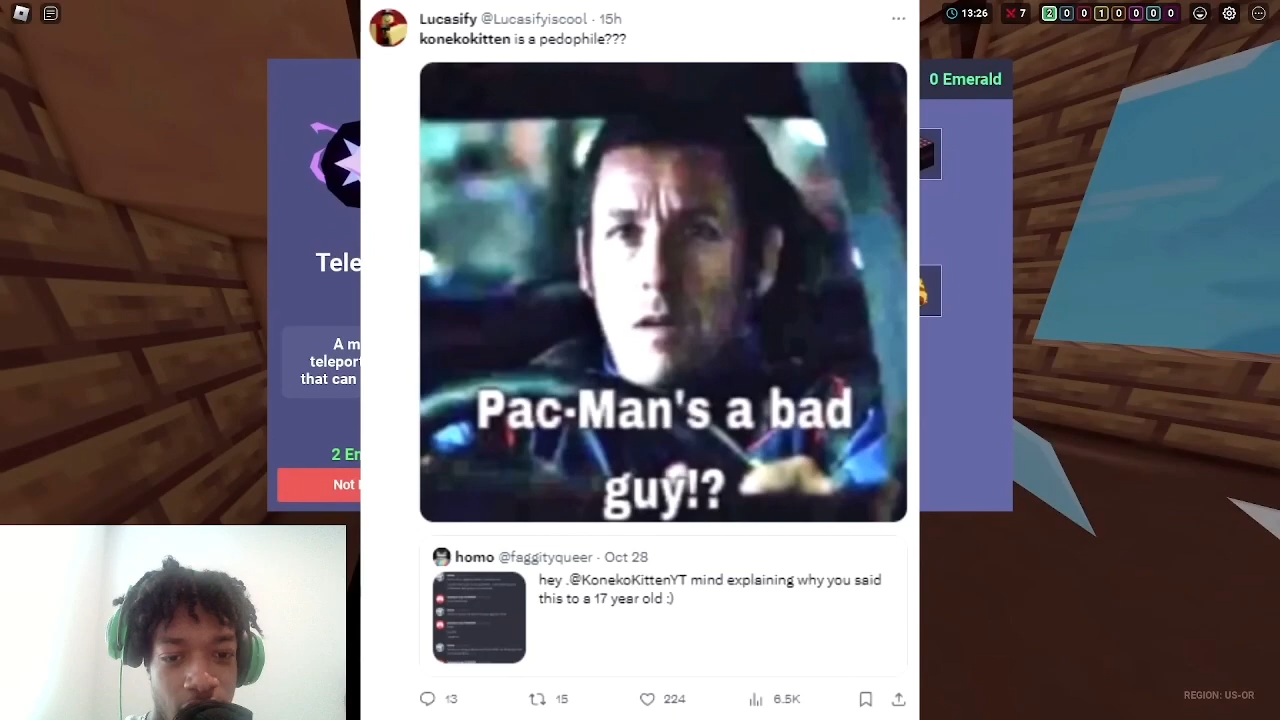 Lucasify @Lucasifyiscool · 15h
konekokitten is a pedophile???
Pac-Man's a bad
guy!?
homo @faggityqueer · Oct 28
hey .@KonekoKittenYT mind explaining why you said
this to a 17 year old :)
13 15 224 6.5K
13:26 7 2 0 0 1 0 0 0 0
0 Emerald
Tele
A m
teleport
that can
2 En
Not
REGION: US-OR